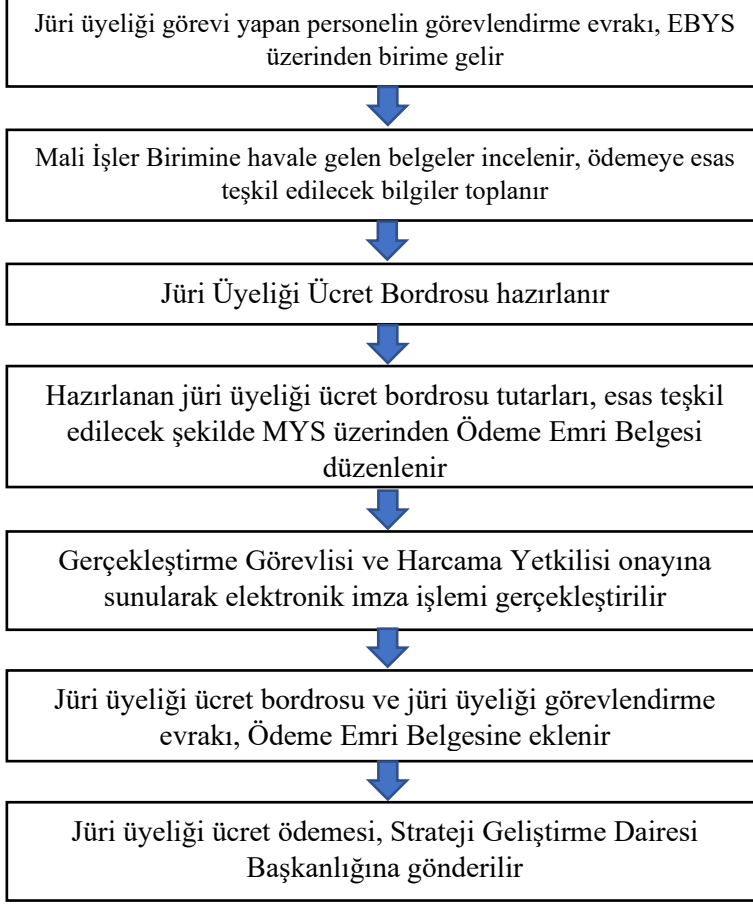 Jüri üyeliği görevi yapan personelin görevlendirme evrakı, EBYS
üzerinden birime gelir
Mali İşler Birimine havale gelen belgeler incelenir, ödemeye esas
teşkil edilecek bilgiler toplanır
Jüri Üyeliği Ücret Bordrosu hazırlanır
Hazırlanan jüri üyeliği ücret bordrosu tutarları, esas teşkil
edilecek şekilde MYS üzerinden Ödeme Emri Belgesi
düzenlenir
Gerçekleştirme Görevlisi ve Harcama Yetkilisi onayına
sunularak elektronik imza işlemi gerçekleştirilir
Jüri üyeliği ücret bordrosu ve jüri üyeliği görevlendirme
evrakı, Ödeme Emri Belgesine eklenir
Jüri üyeliği ücret ödemesi, Strateji Geliştirme Dairesi
Başkanlığına gönderilir